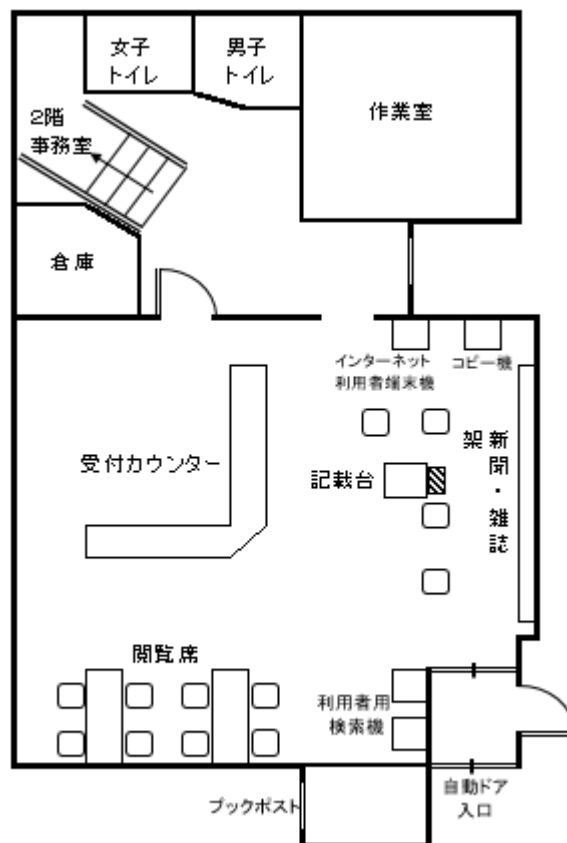 女子
トイレ
男子
トイレ
作業室
2階
事務室
倉庫
インターネット
利用者端末機
コピー機
受付カウンター
記載台
新聞・雑誌
架
閲覧席
利用者用
検索機
ブックポスト
自動ドア
入口